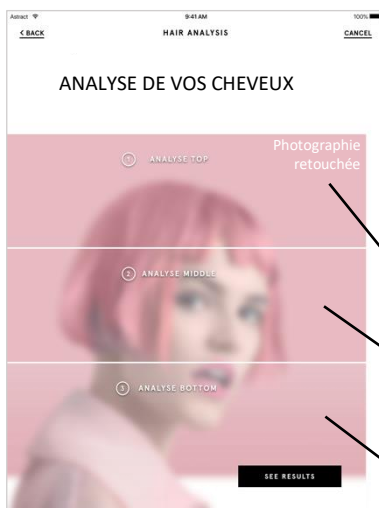 Astract 9:41 AM 100%
< BACK HAIR ANALYSIS CANCEL
ANALYSE DE VOS CHEVEUX
Photographie
retouchée
1 ANALYSE TOP
2 ANALYSE MIDDLE
3 ANALYSE BOTTOM
SEE RESULTS